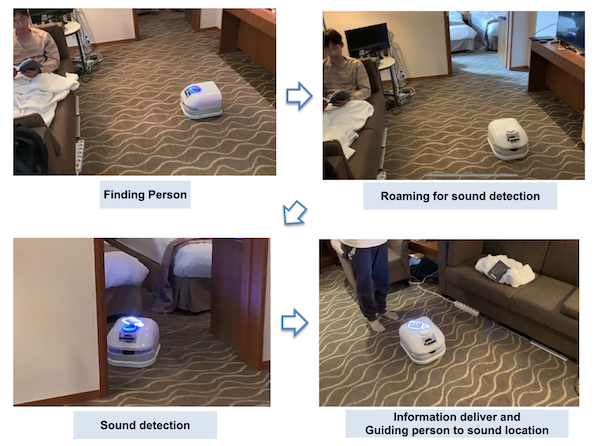 Finding Person
Roaming for sound detection
Sound detection
Information deliver and
Guiding person to sound location